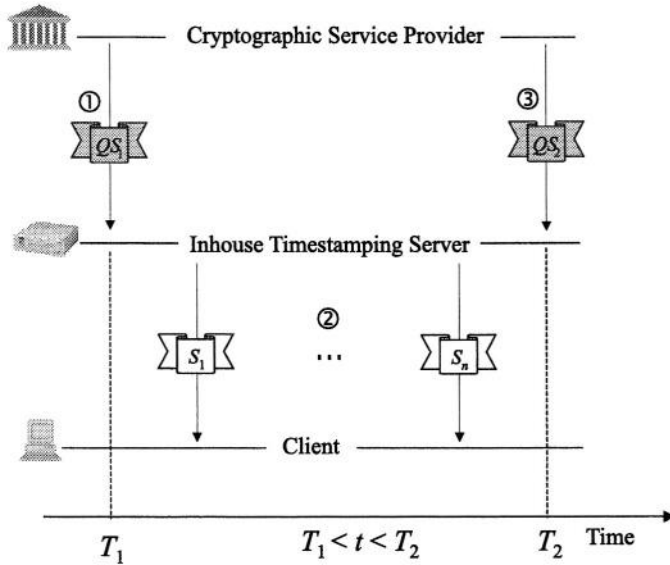 Cryptographic Service Provider
① ③
QS₁ QS₂
Inhouse Timestamping Server
②
S₁ ... Sₙ
Client
T₁ T₁ < t < T₂ T₂ Time